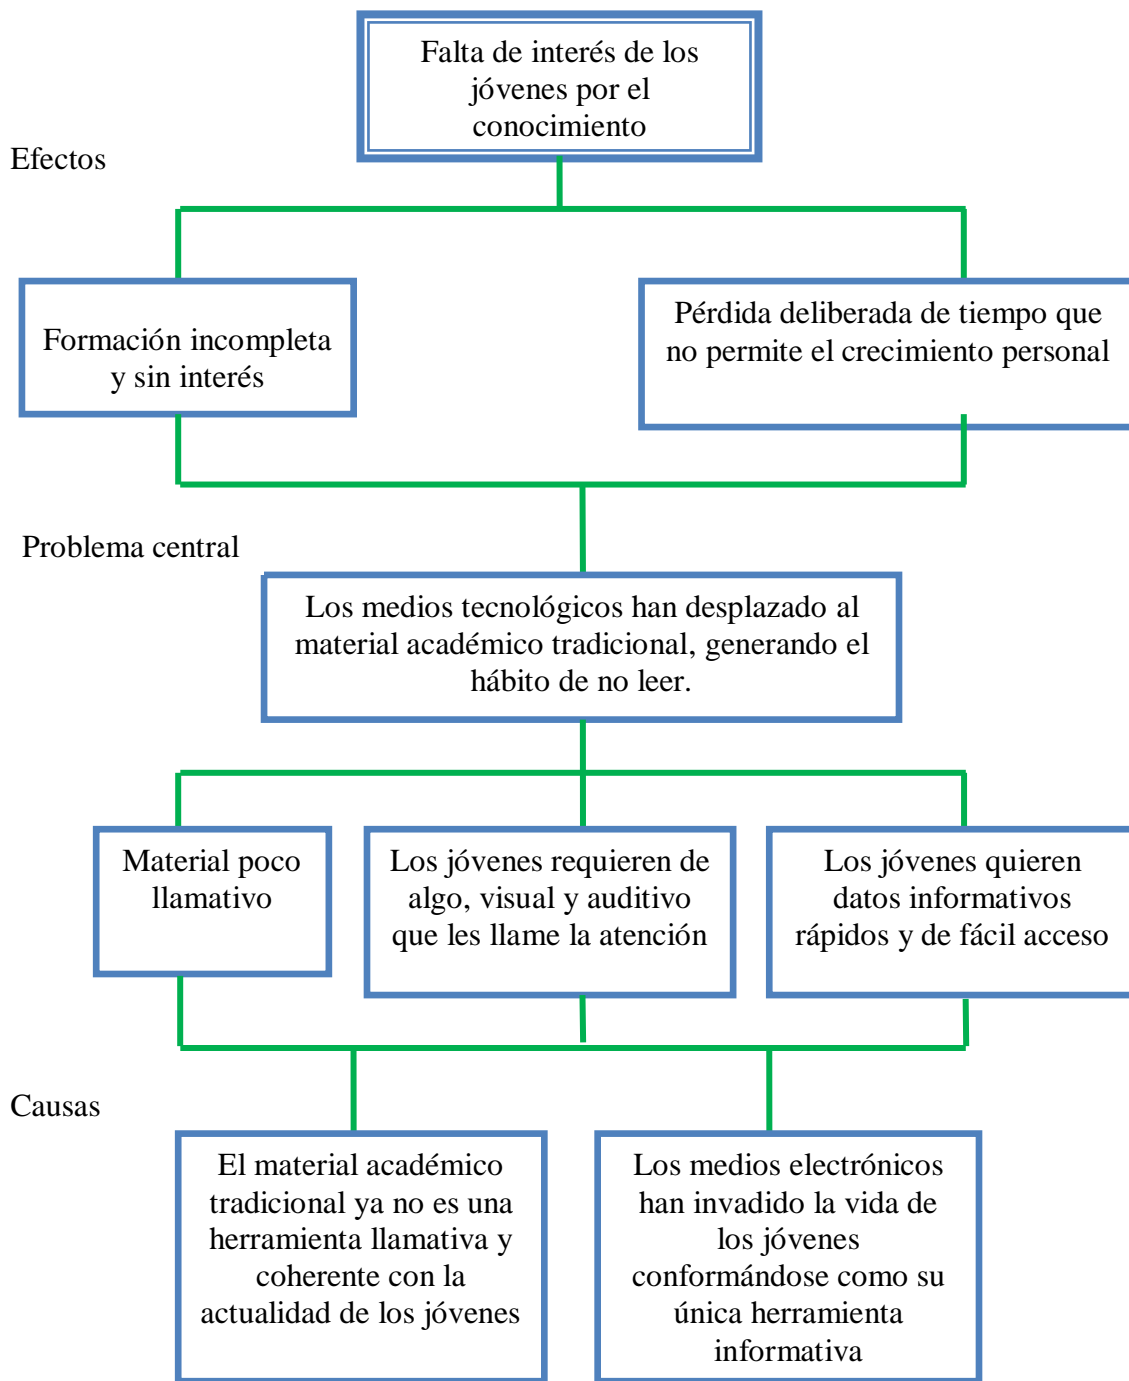 Falta de interés de los
jóvenes por el
conocimiento
Efectos
Formación incompleta
y sin interés
Pérdida deliberada de tiempo que
no permite el crecimiento personal
Problema central
Los medios tecnológicos han desplazado al
material académico tradicional, generando el
hábito de no leer.
Material poco
llamativo
Los jóvenes requieren de
algo, visual y auditivo
que les llame la atención
Los jóvenes quieren
datos informativos
rápidos y de fácil acceso
Causas
El material académico
tradicional ya no es una
herramienta llamativa y
coherente con la
actualidad de los jóvenes
Los medios electrónicos
han invadido la vida de
los jóvenes
conformándose como su
única herramienta
informativa